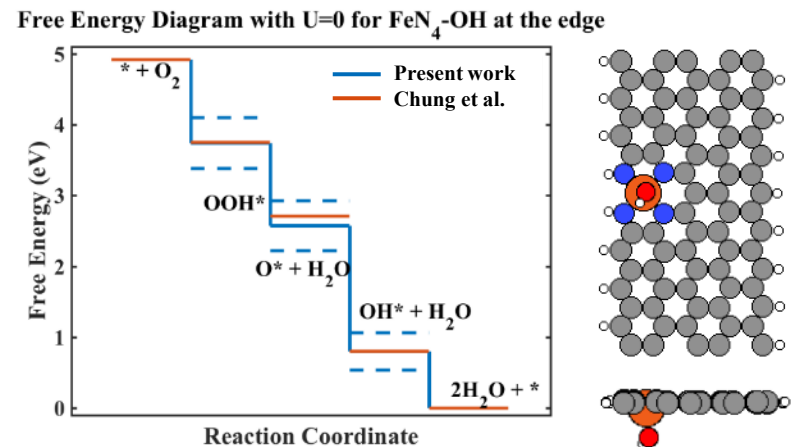 Free Energy Diagram with U=0 for FeN4-OH at the edge
Free Energy (eV)
5
4
3
2
1
0
* + O2
Present work
Chung et al.
OOH*
O* + H2O
OH* + H2O
2H2O + *
Reaction Coordinate